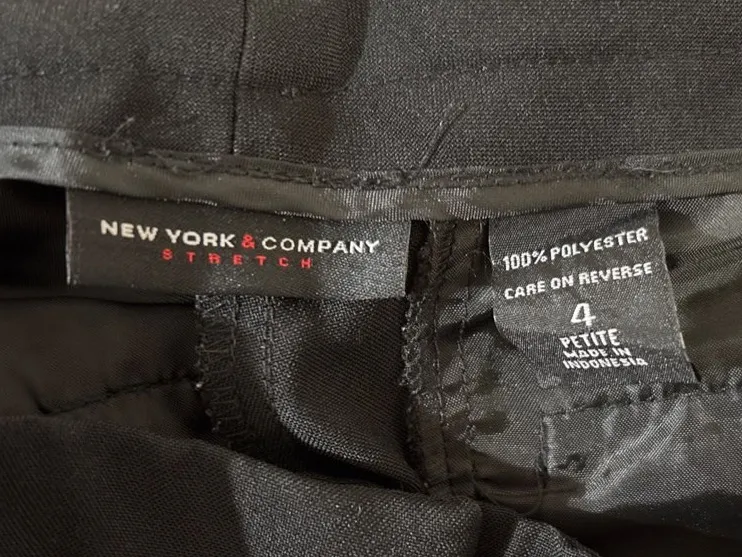 NEW YORK & COMPANY
STRETCH
100% POLYESTER
CARE ON REVERSE
4
PETITE
MADE IN
INDONESIA